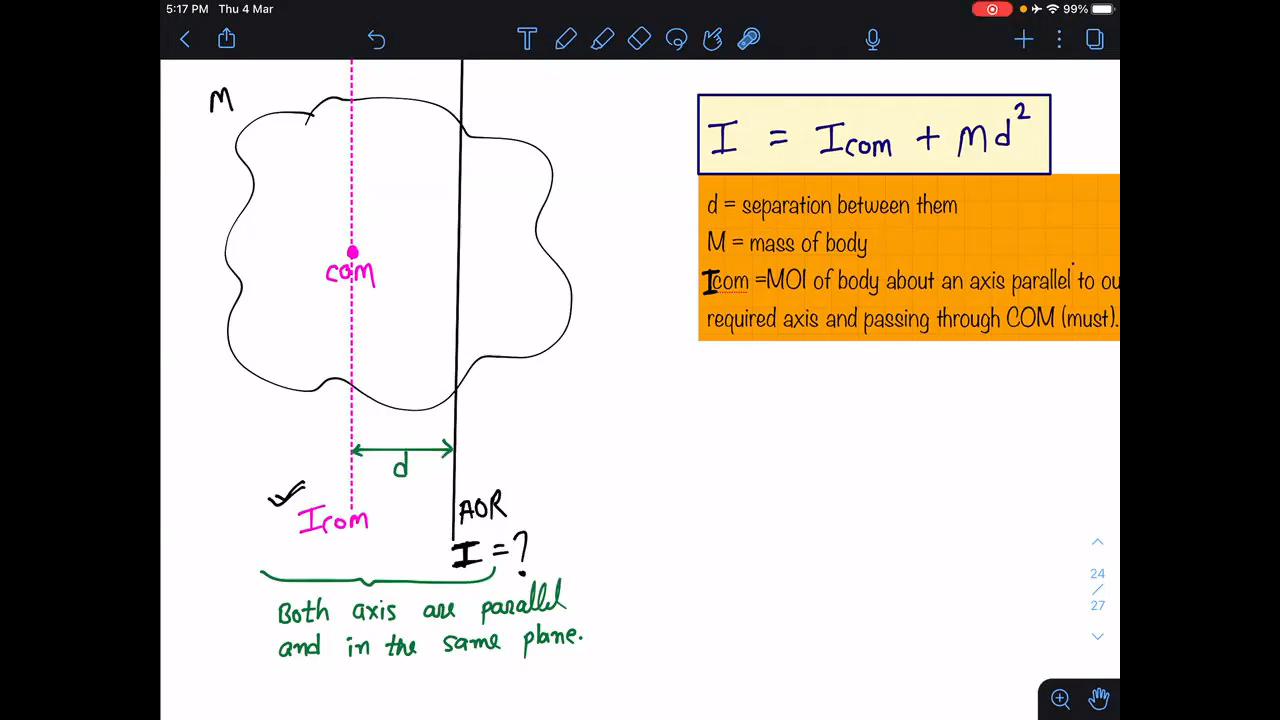 5:17 PM Thu 4 Mar
99%
M
com
d
Icom
AOR
I = ?
Both axis are parallel
and in the same plane.
I = Icom + Md²
d = separation between them
M = mass of body
Icom =MOI of body about an axis parallel to ou
required axis and passing through COM (must).
24
/
27